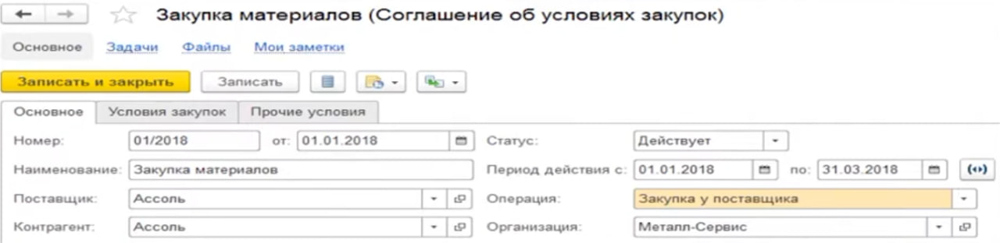 Закупка материалов (Соглашение об условиях закупок)
Основное Задачи Файлы Мои заметки
Записать и закрыть Записать
Основное Условия закупок Прочие условия
Номер: 01/2018 от: 01.01.2018 Статус: Действует
Наименование: Закупка материалов Период действия с: 01.01.2018 по: 31.03.2018
Поставщик: Ассоль Операция: Закупка у поставщика
Контрагент: Ассоль Организация: Металл-Сервис